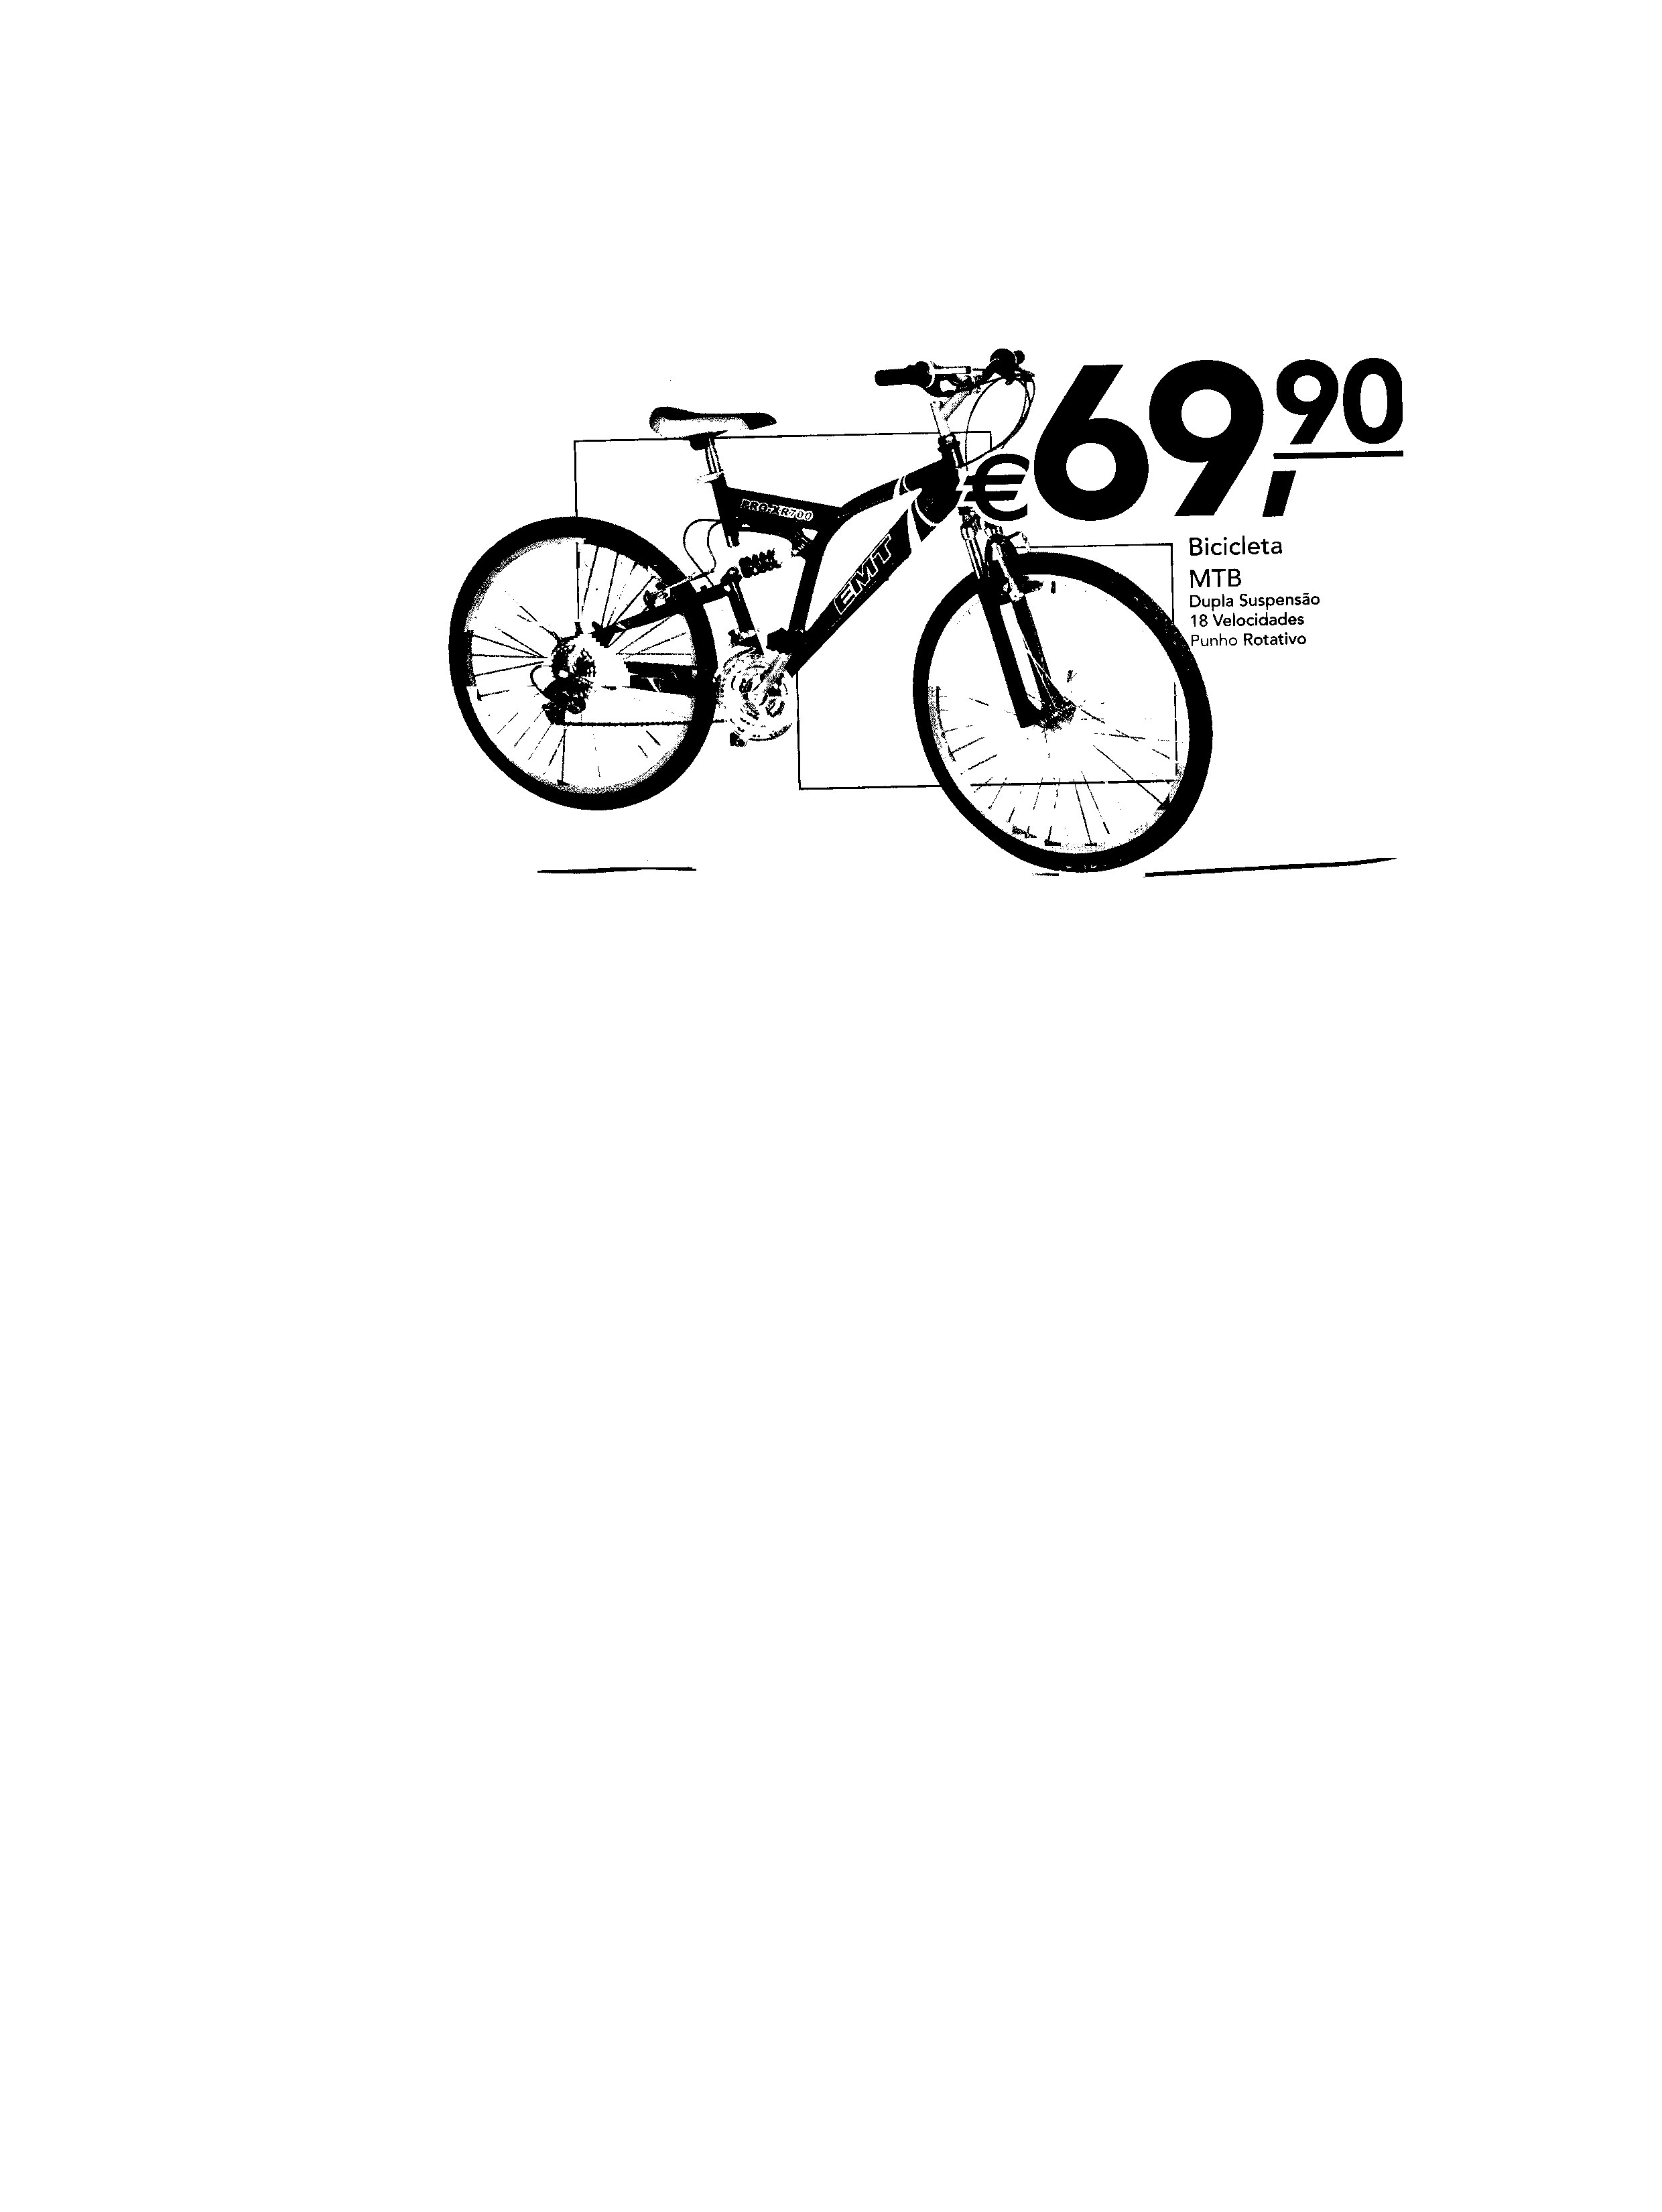 €69,90
PRO-XR700
EMT
Bicicleta
MTB
Dupla Suspensão
18 Velocidades
Punho Rotativo